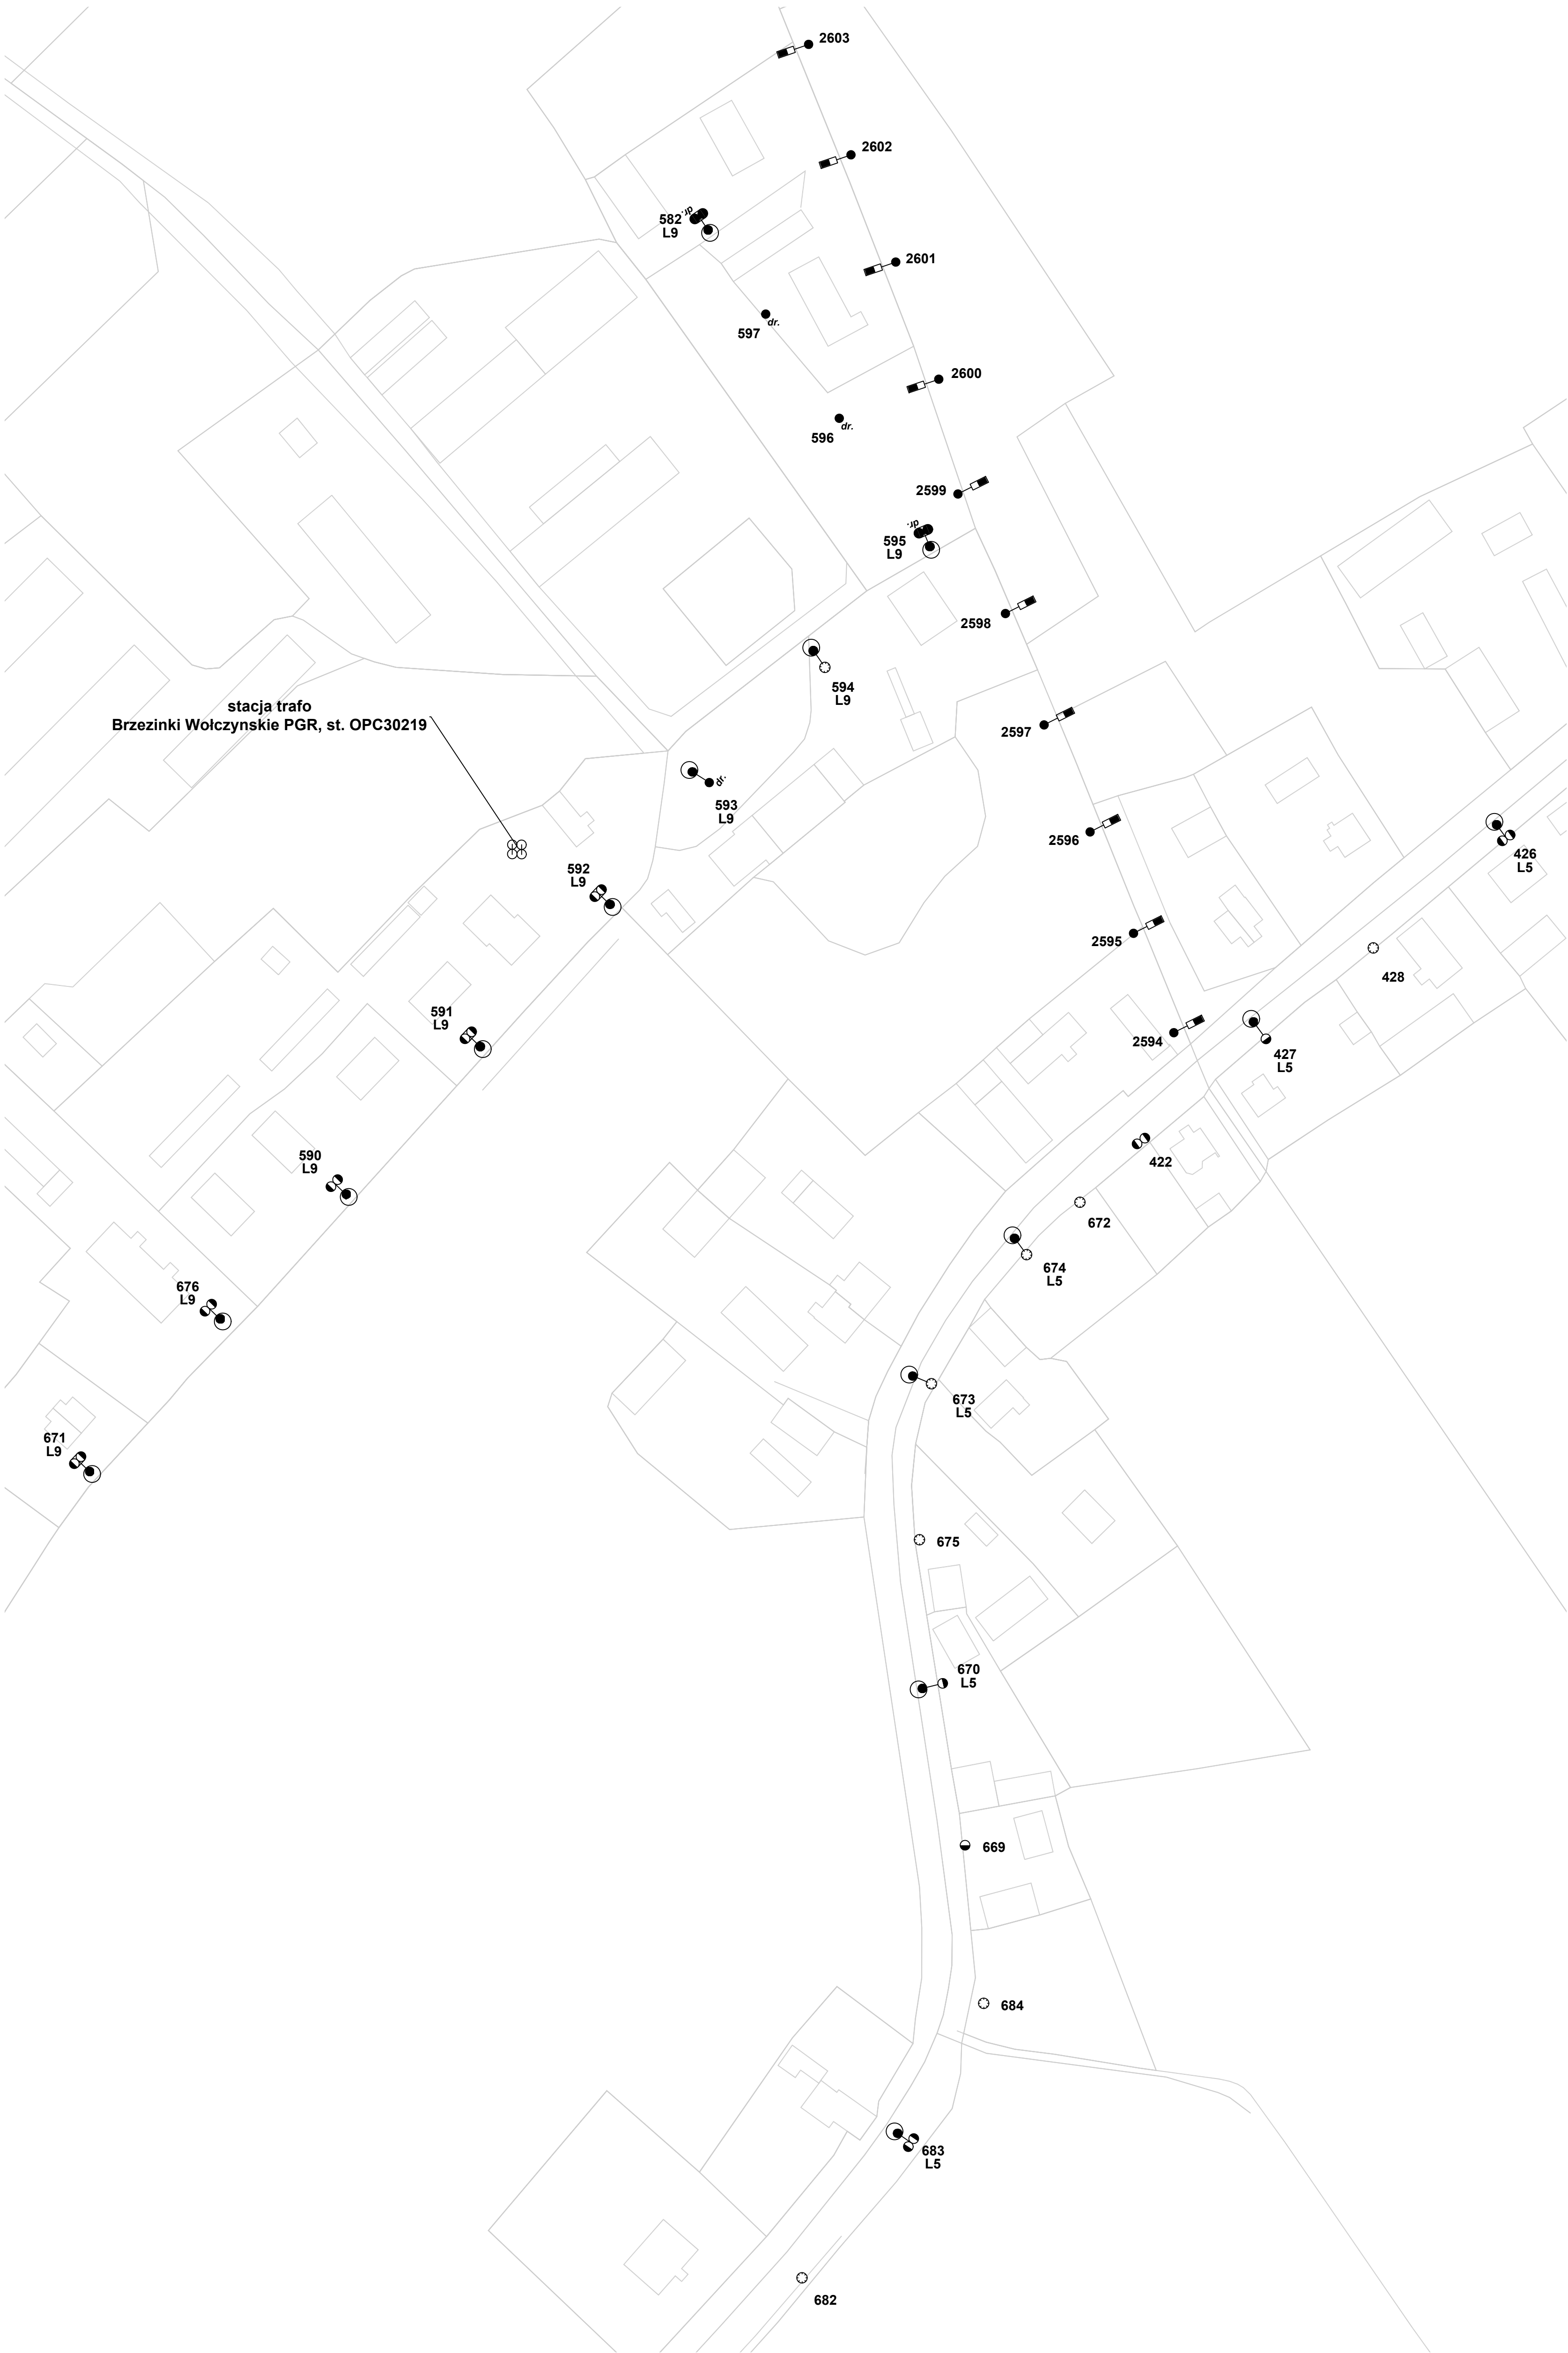 2603
2602
582
L9
dr.
2601
597
dr.
2600
596
dr.
2599
dr.
595
L9
2598
594
L9
stacja trafo
Brzezinki Wołczynskie PGR, st. OPC30219
2597
dr.
593
L9
2596
426
L5
592
L9
2595
428
591
L9
2594
427
L5
590
L9
422
672
674
L5
676
L9
673
L5
671
L9
675
670
L5
669
684
683
L5
682